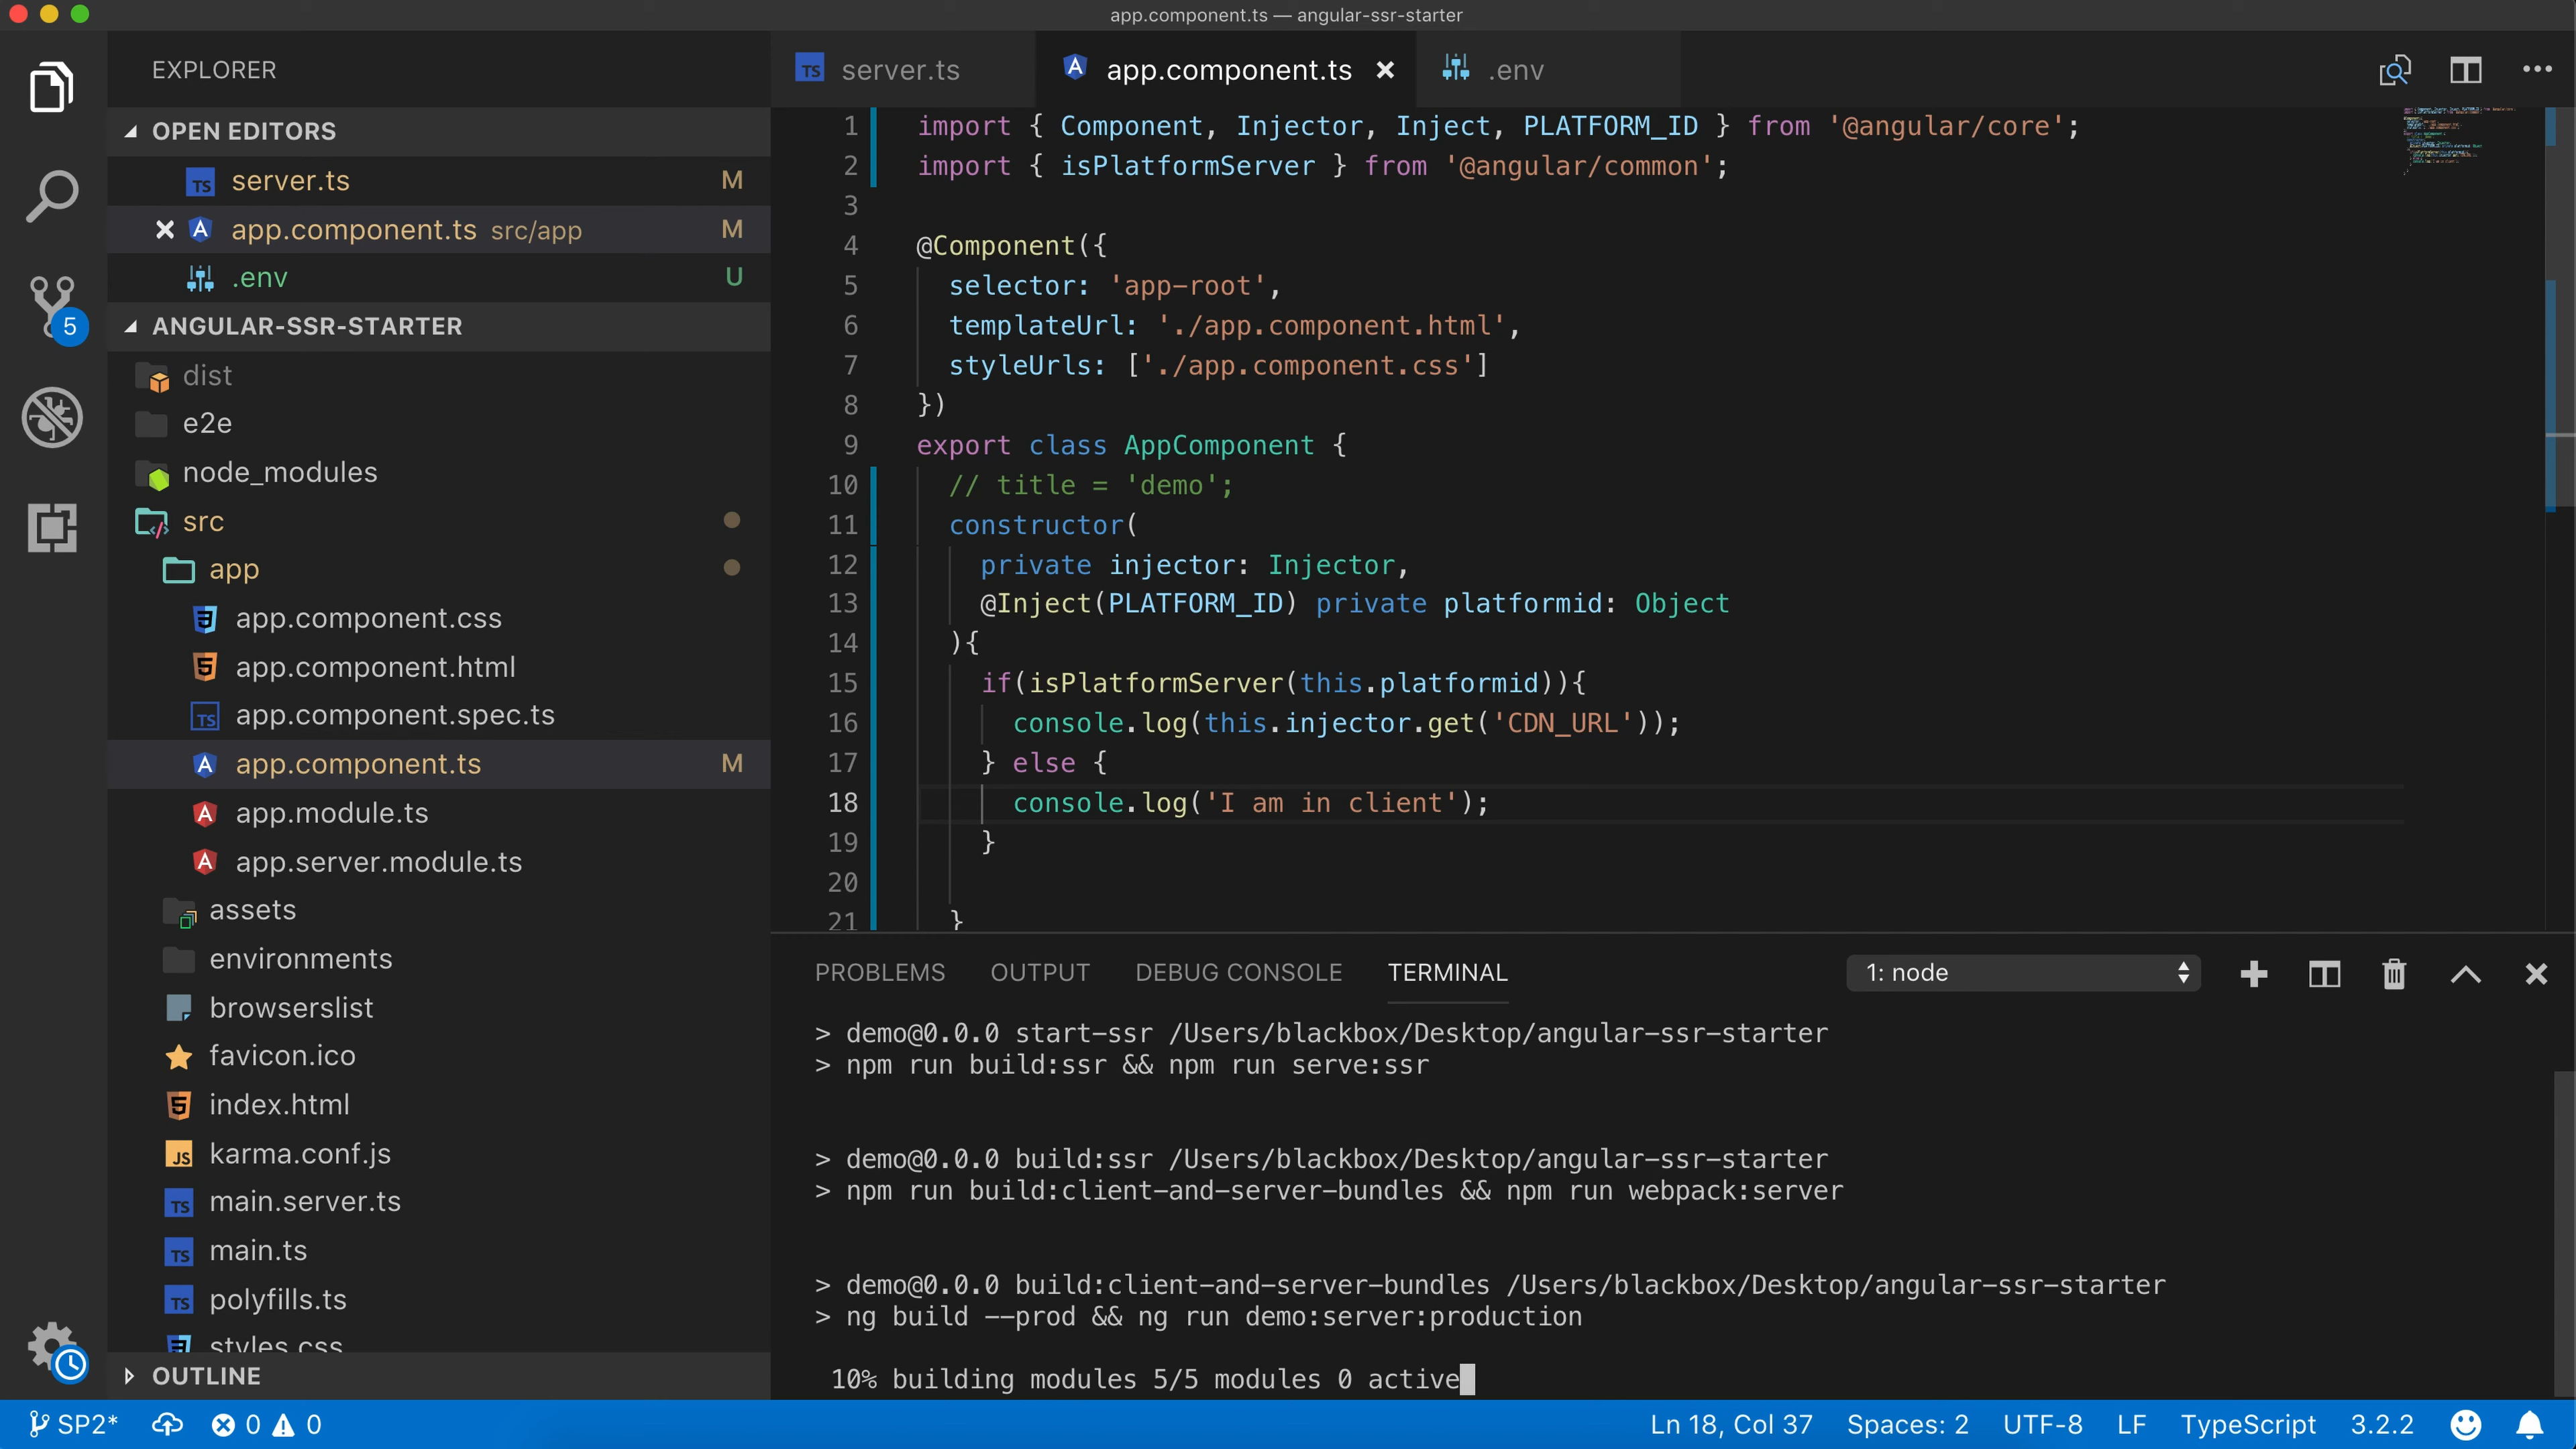 app.component.ts — angular-ssr-starter
EXPLORER
OPEN EDITORS
server.ts M
app.component.ts src/app M
.env U
ANGULAR-SSR-STARTER
dist
e2e
node_modules
src
app
app.component.css
app.component.html
app.component.spec.ts
app.component.ts M
app.module.ts
app.server.module.ts
assets
environments
browserslist
favicon.ico
index.html
karma.conf.js
main.server.ts
main.ts
polyfills.ts
styles.css
OUTLINE
5
server.ts
app.component.ts
.env
1 import { Component, Injector, Inject, PLATFORM_ID } from '@angular/core';
2 import { isPlatformServer } from '@angular/common';
3
4 @Component({
5 selector: 'app-root',
6 templateUrl: './app.component.html',
7 styleUrls: ['./app.component.css']
8 })
9 export class AppComponent {
10 // title = 'demo';
11 constructor(
12 private injector: Injector,
13 @Inject(PLATFORM_ID) private platformid: Object
14 ){
15 if(isPlatformServer(this.platformid)){
16 console.log(this.injector.get('CDN_URL'));
17 } else {
18 console.log('I am in client');
19 }
20
21 }
PROBLEMS OUTPUT DEBUG CONSOLE TERMINAL 1: node
> demo@0.0.0 start-ssr /Users/blackbox/Desktop/angular-ssr-starter
> npm run build:ssr && npm run serve:ssr
> demo@0.0.0 build:ssr /Users/blackbox/Desktop/angular-ssr-starter
> npm run build:client-and-server-bundles && npm run webpack:server
> demo@0.0.0 build:client-and-server-bundles /Users/blackbox/Desktop/angular-ssr-starter
> ng build --prod && ng run demo:server:production
10% building modules 5/5 modules 0 active
SP2* 0 0 Ln 18, Col 37 Spaces: 2 UTF-8 LF TypeScript 3.2.2